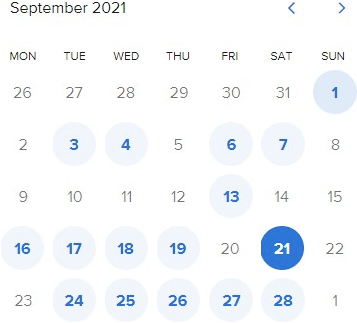 September 2021
MON TUE WED THU FRI SAT SUN
26 27 28 29 30 31 1
2 3 4 5 6 7 8
9 10 11 12 13 14 15
16 17 18 19 20 21 22
23 24 25 26 27 28 1